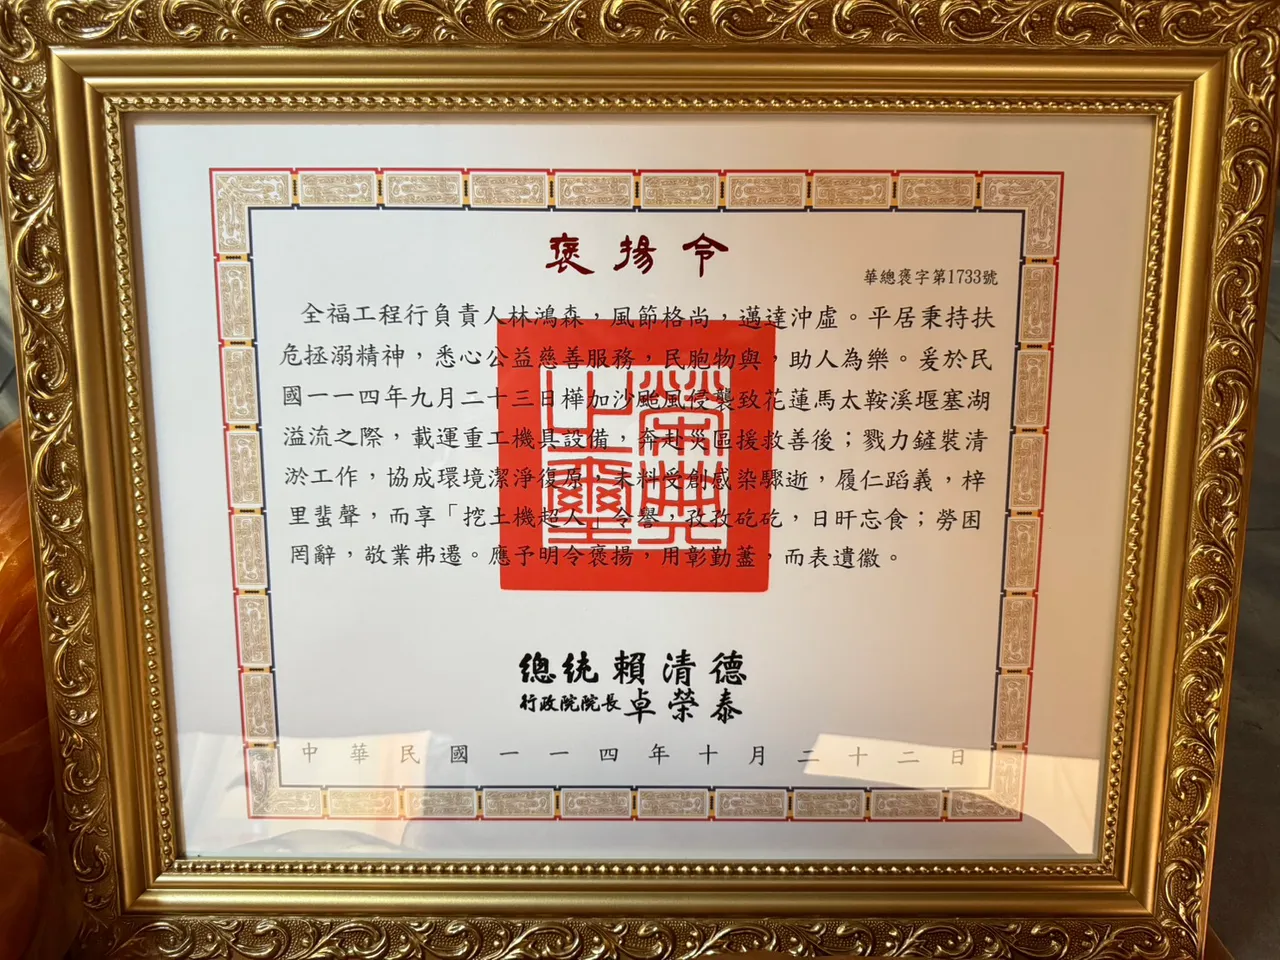 褒揚令
華總褒字第1733號
全福工程行負責人林鴻森，風節格尚，邁達沖虛。平居秉持扶
危拯溺精神，悉心公益慈善服務，民胞物與，助人為樂。爰於民
國一一四年九月二十三日樺加沙颱風侵襲致花蓮馬太鞍溪堰塞湖
溢流之際，載運重工機具設備，奔赴災區援救善後；戮力鏟裝清
淤工作，協成環境潔淨復原，未料受創感染驟逝，履仁蹈義，梓
里蜚聲，而享「挖土機超人」令譽，孜孜矻矻，日旰忘食；勞困
罔辭，敬業弗遷。應予明令褒揚，用彰勤藎，而表遺徽。
榮典之璽
總統賴清德
行政院院長卓榮泰
中華民國一一四年十月二十二日